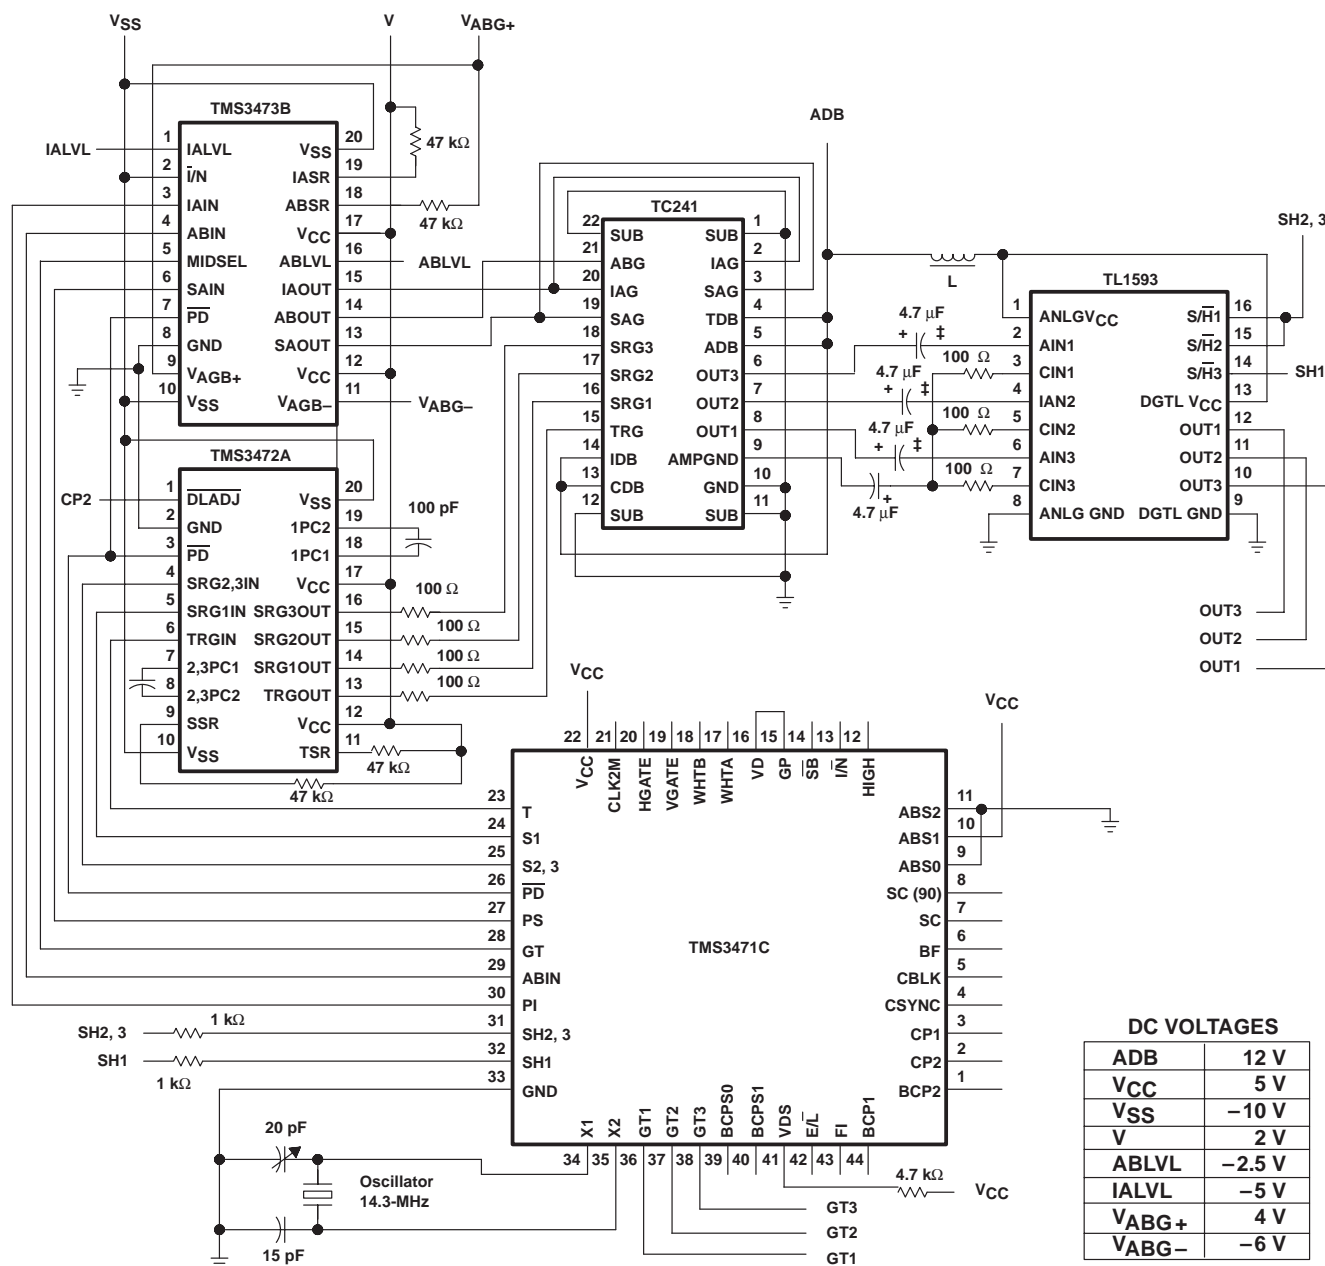 VSS
V
VABG+
TMS3473B
IALVL
1
IALVL
2
I/N
3
IAIN
4
ABIN
5
MIDSEL
6
SAIN
7
PD
8
GND
9
VAGB+
10
VSS
20
VSS
19
IASR
18
ABSR
17
VCC
16
ABLVL
15
IAOUT
14
ABOUT
13
SAOUT
12
VCC
11
VAGB–
47 kΩ
47 kΩ
ABLVL
VABG–
TMS3472A
CP2
1
DLADJ
2
GND
3
PD
4
SRG2,3IN
5
SRG1IN
6
TRGIN
7
2,3PC1
8
2,3PC2
9
SSR
10
VSS
20
VSS
19
1PC2
18
1PC1
17
VCC
16
SRG3OUT
15
SRG2OUT
14
SRG1OUT
13
TRGOUT
12
VCC
11
TSR
100 pF
100 Ω
100 Ω
100 Ω
100 Ω
47 kΩ
47 kΩ
TC241
22
SUB
21
ABG
20
IAG
19
SAG
18
SRG3
17
SRG2
16
SRG1
15
TRG
14
IDB
13
CDB
12
SUB
1
SUB
2
IAG
3
SAG
4
TDB
5
ADB
6
OUT3
7
OUT2
8
OUT1
9
AMPGND
10
GND
11
SUB
ADB
L
4.7 μF
+ ‡
4.7 μF
+ ‡
4.7 μF
+ ‡
4.7 μF
+
100 Ω
100 Ω
100 Ω
TL1593
1
ANLGVCC
2
AIN1
3
CIN1
4
IAN2
5
CIN2
6
AIN3
7
CIN3
8
ANLG GND
16
S/H1
15
S/H2
14
S/H3
13
DGTL VCC
12
OUT1
11
OUT2
10
OUT3
9
DGTL GND
SH2, 3
SH1
OUT3
OUT2
OUT1
TMS3471C
VCC
22
VCC
21
CLK2M
20
HGATE
19
VGATE
18
WHTB
17
WHTA
16
VD
15
GP
14
SB
13
I/N
12
HIGH
VCC
23
T
24
S1
25
S2, 3
26
PD
27
PS
28
GT
29
ABIN
30
PI
31
SH2, 3
32
SH1
33
GND
11
ABS2
10
ABS1
9
ABS0
8
SC (90)
7
SC
6
BF
5
CBLK
4
CSYNC
3
CP1
2
CP2
1
BCP2
SH2, 3
1 kΩ
SH1
1 kΩ
X1
34
X2
35
GT1
36
GT2
37
GT3
38
BCPS0
39
BCPS1
40
VDS
41
E/L
42
FI
43
BCP1
44
20 pF
Oscillator
14.3-MHz
15 pF
4.7 kΩ
VCC
GT3
GT2
GT1
DC VOLTAGES
ADB 12 V
VCC 5 V
VSS –10 V
V 2 V
ABLVL –2.5 V
IALVL –5 V
VABG+ 4 V
VABG– –6 V